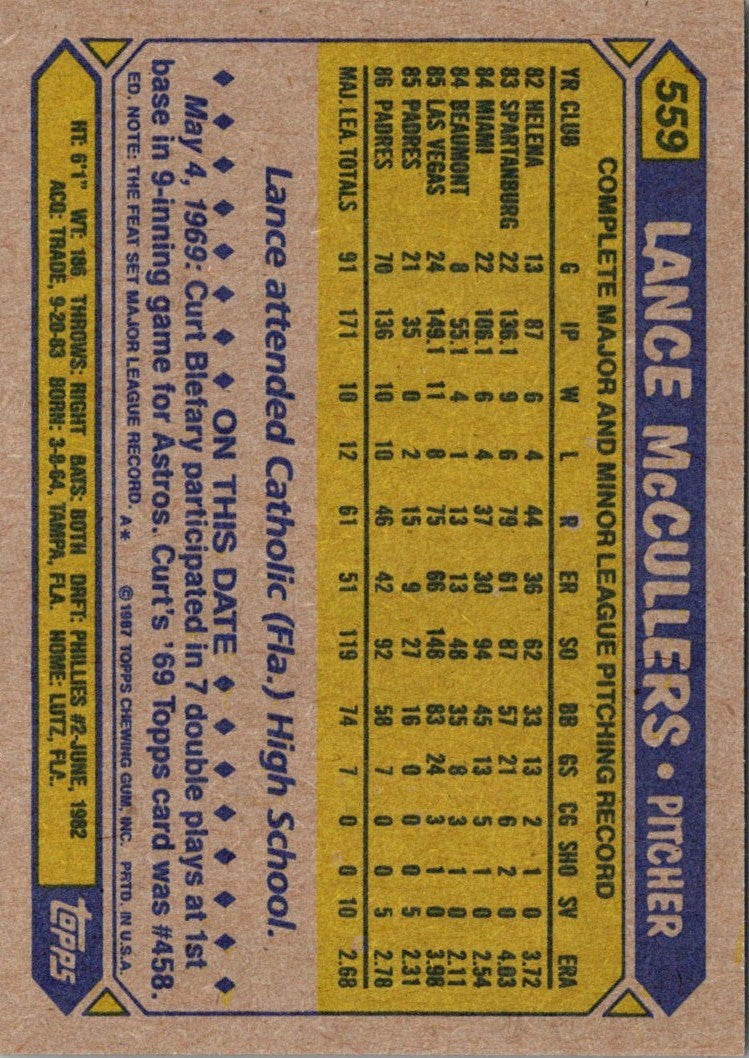 559 LANCE McCULLERS • PITCHER
COMPLETE MAJOR AND MINOR LEAGUE PITCHING RECORD
YR CLUB G IP W L R ER SO BB GS CG SHO SV ERA
82 HELENA 13 87 6 4 44 36 62 33 13 2 1 0 3.72
83 SPARTANBURG 22 136.1 9 6 79 61 87 57 21 6 2 0 4.03
84 MIAMI 22 106.1 6 4 37 30 94 45 13 5 1 0 2.54
84 BEAUMONT 8 55.1 4 1 13 13 48 35 8 3 1 0 2.11
85 LAS VEGAS 24 149.1 11 8 75 66 148 83 24 3 0 1 3.98
85 PADRES 21 35 0 2 15 9 27 16 0 0 0 5 2.31
86 PADRES 70 136 10 10 46 42 92 58 7 0 0 5 2.78
MAJ. LEA. TOTALS 91 171 10 12 61 51 119 74 7 0 0 10 2.68
Lance attended Catholic (Fla.) High School.
ON THIS DATE
May 4, 1969: Curt Blefary participated in 7 double plays at 1st
base in 9-inning game for Astros. Curt's '69 Topps card was #458.
ED. NOTE: THE FEAT SET MAJOR LEAGUE RECORD. A* © 1987 TOPPS CHEWING GUM, INC. PRTD. IN U.S.A.
HT: 6'1" WT: 186 THROWS: RIGHT BATS: BOTH DRFT: PHILLIES #2-JUNE, 1982
ACQ: TRADE, 9-20-83 BORN: 3-8-64, TAMPA, FLA. HOME: LUTZ, FLA.
topps